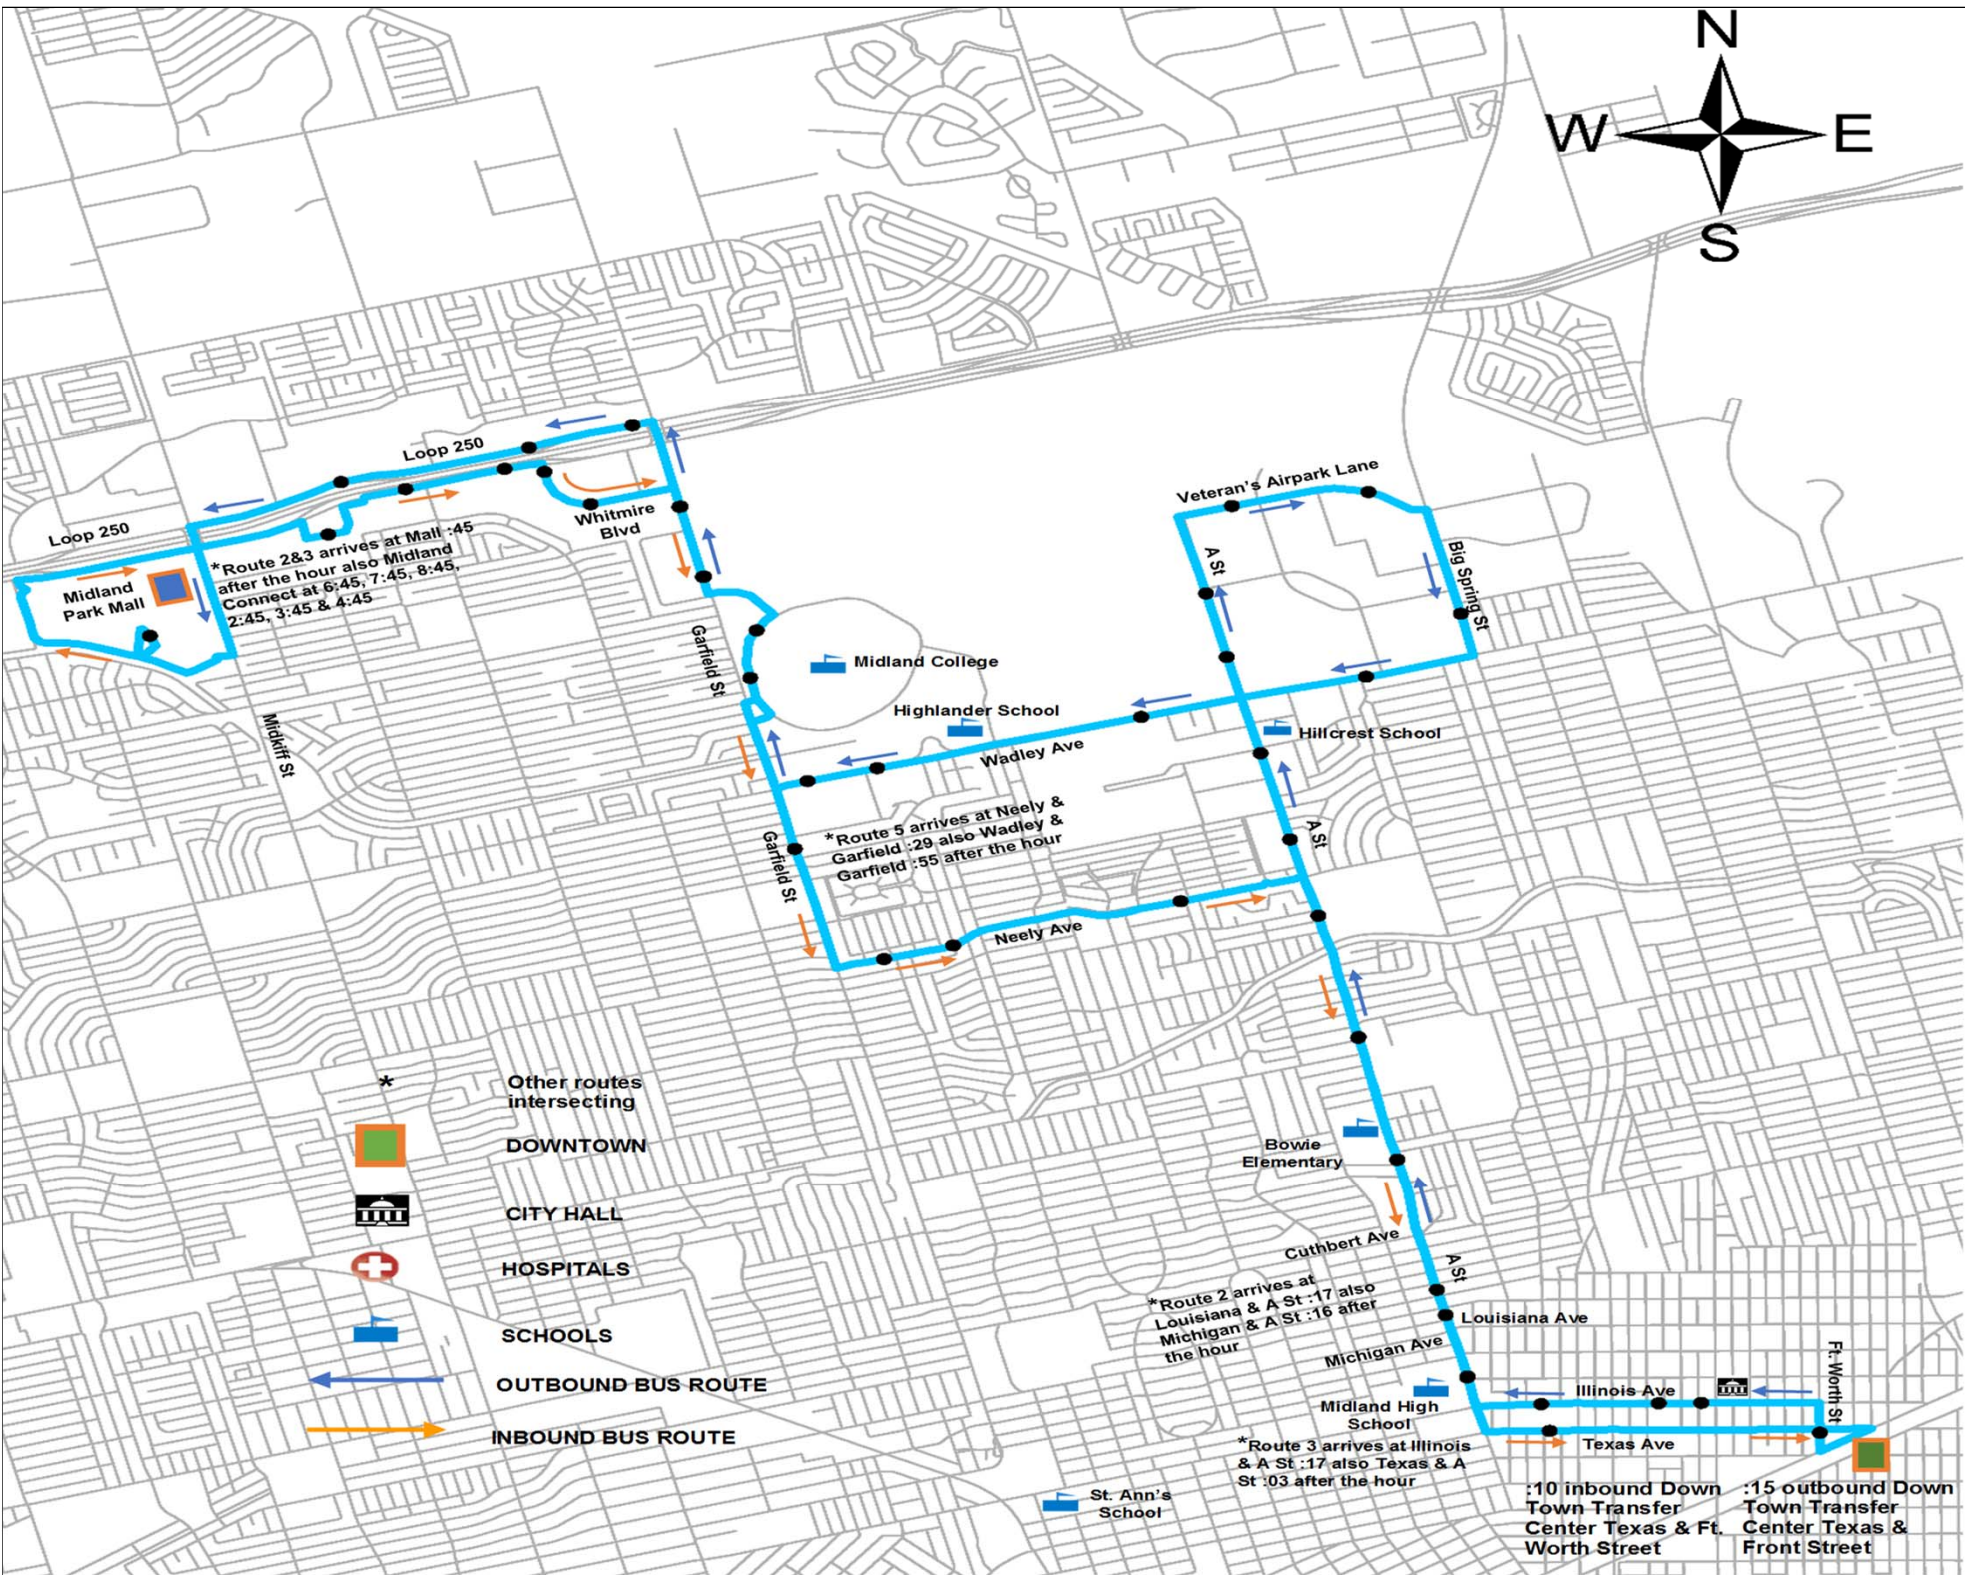 N
W
E
S
Loop 250
Loop 250
Veteran's Airpark Lane
Whitmire
Blvd
A St
Big Spring St
*Route 2&3 arrives at Mall :45
after the hour also Midland
Connect at 6:45, 7:45, 8:45,
2:45, 3:45 & 4:45
Midland
Park Mall
Garfield St
Midland College
Highlander School
Midkiff St
Hillcrest School
Wadley Ave
*Route 5 arrives at Neely &
Garfield :29 also Wadley &
Garfield :55 after the hour
Garfield St
A St
Neely Ave
*
Other routes
intersecting
DOWNTOWN
CITY HALL
HOSPITALS
SCHOOLS
OUTBOUND BUS ROUTE
INBOUND BUS ROUTE
Bowie
Elementary
Cuthbert Ave
A St
*Route 2 arrives at
Louisiana & A St :17 also
Michigan & A St :16 after
the hour
Louisiana Ave
Michigan Ave
Ft. Worth St
Illinois Ave
Midland High
School
Texas Ave
*Route 3 arrives at Illinois
& A St :17 also Texas & A
St :03 after the hour
St. Ann's
School
:10 inbound Down
Town Transfer
Center Texas & Ft.
Worth Street
:15 outbound Down
Town Transfer
Center Texas &
Front Street